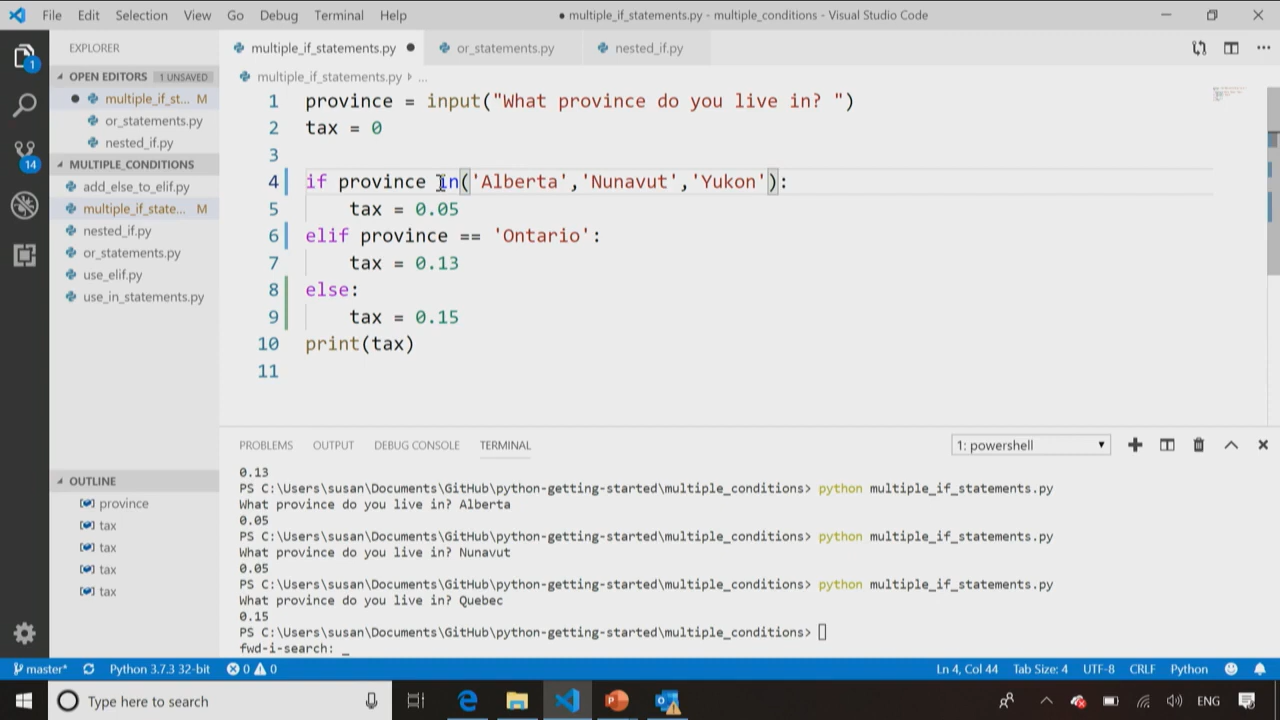 File Edit Selection View Go Debug Terminal Help
● multiple_if_statements.py - multiple_conditions - Visual Studio Code
EXPLORER
OPEN EDITORS 1 UNSAVED
multiple_if_st... M
or_statements.py
nested_if.py
MULTIPLE_CONDITIONS
add_else_to_elif.py
multiple_if_state... M
nested_if.py
or_statements.py
use_elif.py
use_in_statements.py
OUTLINE
province
tax
tax
tax
tax
1
14
multiple_if_statements.py ● or_statements.py nested_if.py
multiple_if_statements.py ...
1 province = input("What province do you live in? ")
2 tax = 0
3
4 if province in('Alberta','Nunavut','Yukon'):
5 tax = 0.05
6 elif province == 'Ontario':
7 tax = 0.13
8 else:
9 tax = 0.15
10 print(tax)
11
PROBLEMS OUTPUT DEBUG CONSOLE TERMINAL 1: powershell
0.13
PS C:\Users\susan\Documents\GitHub\python-getting-started\multiple_conditions> python multiple_if_statements.py
What province do you live in? Alberta
0.05
PS C:\Users\susan\Documents\GitHub\python-getting-started\multiple_conditions> python multiple_if_statements.py
What province do you live in? Nunavut
0.05
PS C:\Users\susan\Documents\GitHub\python-getting-started\multiple_conditions> python multiple_if_statements.py
What province do you live in? Quebec
0.15
PS C:\Users\susan\Documents\GitHub\python-getting-started\multiple_conditions>
fwd-i-search: _
master* Python 3.7.3 32-bit 0 0 Ln 4, Col 44 Tab Size: 4 UTF-8 CRLF Python
Type here to search ENG